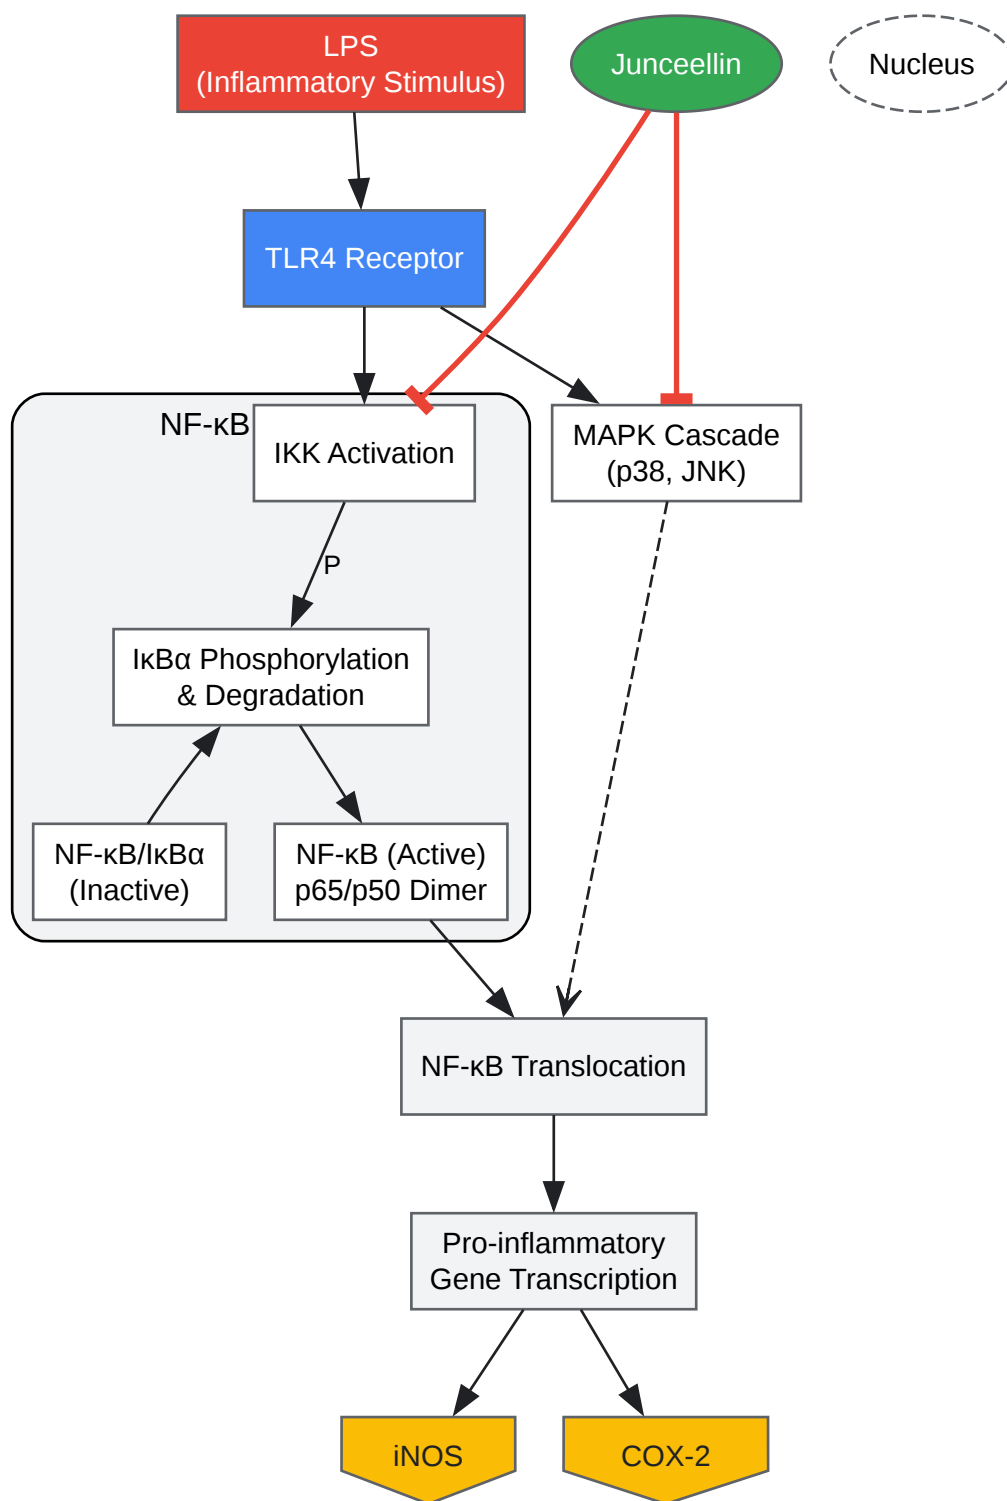 LPS
(Inflammatory Stimulus)
Junceellin
Nucleus
TLR4 Receptor
NF-κB
IKK Activation
MAPK Cascade
(p38, JNK)
P
IκBα Phosphorylation
& Degradation
NF-κB/IκBα
(Inactive)
NF-κB (Active)
p65/p50 Dimer
NF-κB Translocation
Pro-inflammatory
Gene Transcription
iNOS
COX-2